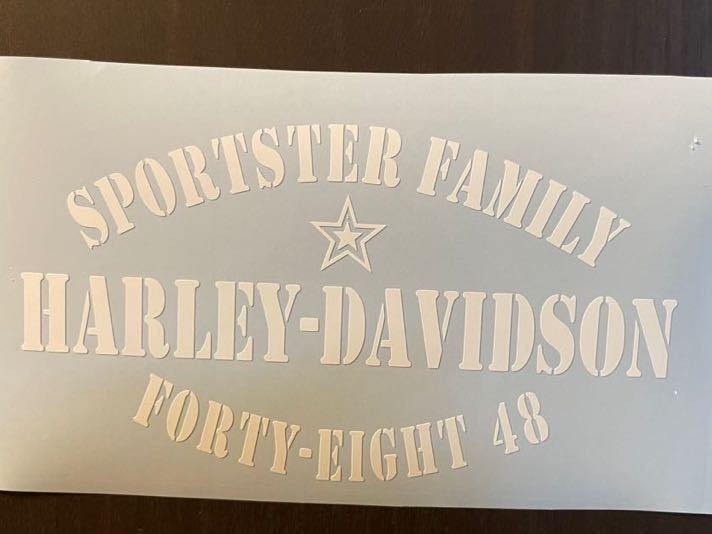 SPORTSTER FAMILY
HARLEY-DAVIDSON
FORTY-EIGHT 48